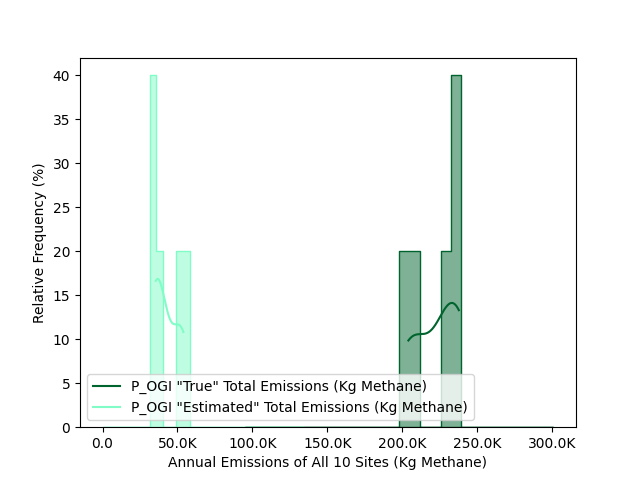 40
35
30
25
20
15
10
5
0
Relative Frequency (%)
P_OGI "True" Total Emissions (Kg Methane)
P_OGI "Estimated" Total Emissions (Kg Methane)
0.0 50.0K 100.0K 150.0K 200.0K 250.0K 300.0K
Annual Emissions of All 10 Sites (Kg Methane)